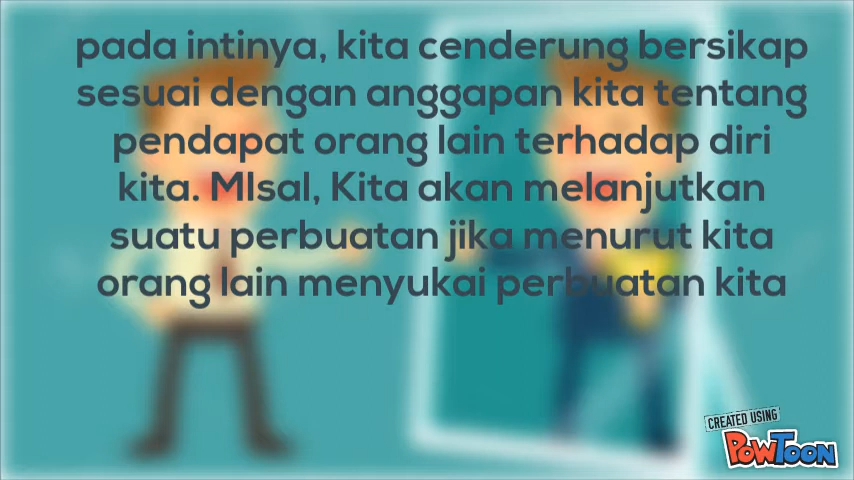 pada intinya, kita cenderung bersikap
sesuai dengan anggapan kita tentang
pendapat orang lain terhadap diri
kita. MIsal, Kita akan melanjutkan
suatu perbuatan jika menurut kita
orang lain menyukai perbuatan kita
CREATED USING
POWTOON